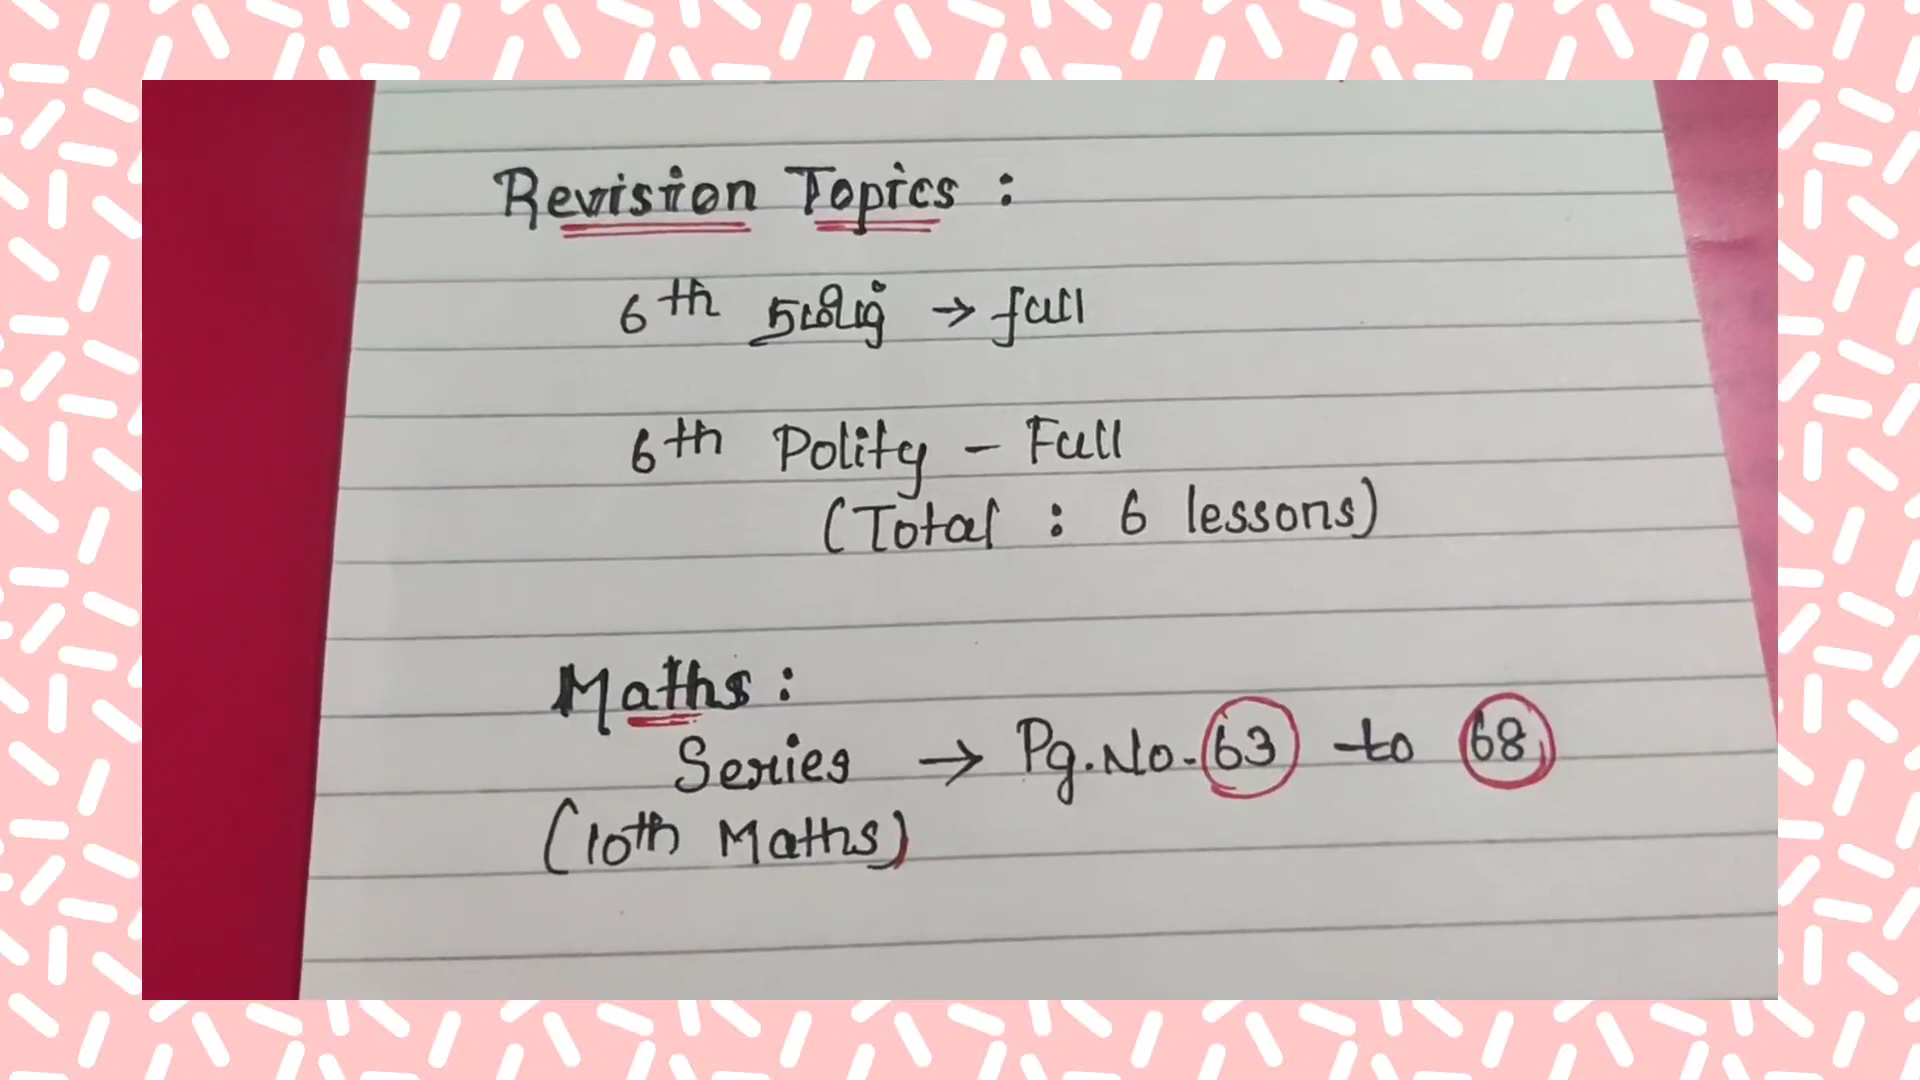 Revision Topics :
6th தமிழ் → full
6th Polity – Full
(Total : 6 lessons)
Maths :
Series → Pg.No.63 to 68
(10th Maths)